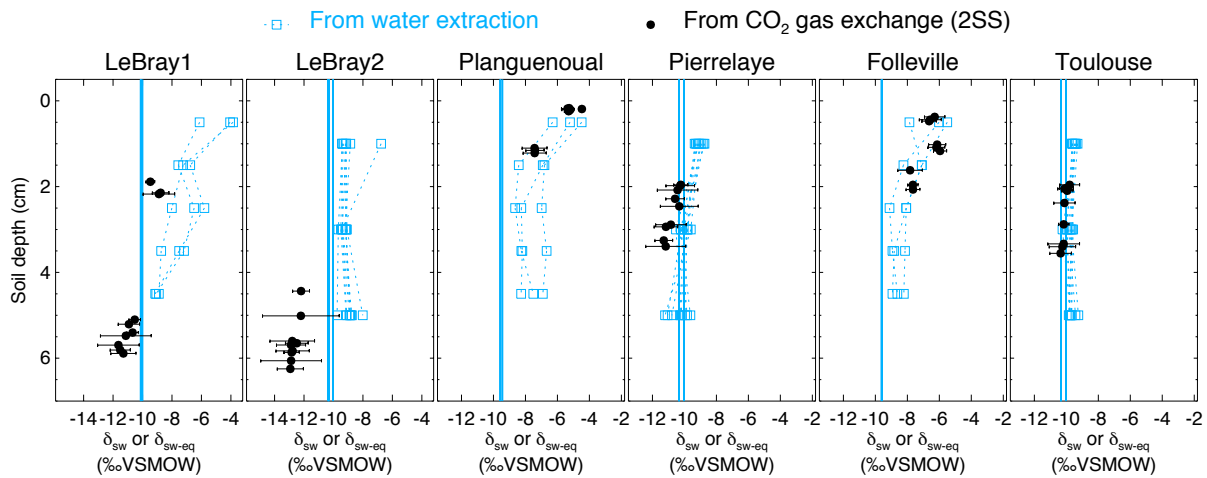 From water extraction From CO₂ gas exchange (2SS)
LeBray1 LeBray2 Planguenoual Pierrelaye Folleville Toulouse
Soil depth (cm)
0
2
4
6
-14 -12 -10 -8 -6 -4 -14 -12 -10 -8 -6 -4 -10 -8 -6 -4 -2 -12 -10 -8 -6 -4 -2 -12 -10 -8 -6 -4 -2 -12 -10 -8 -6 -4 -2
δsw or δsw-eq δsw or δsw-eq δsw or δsw-eq δsw or δsw-eq δsw or δsw-eq δsw or δsw-eq
(‰VSMOW) (‰VSMOW) (‰VSMOW) (‰VSMOW) (‰VSMOW) (‰VSMOW)